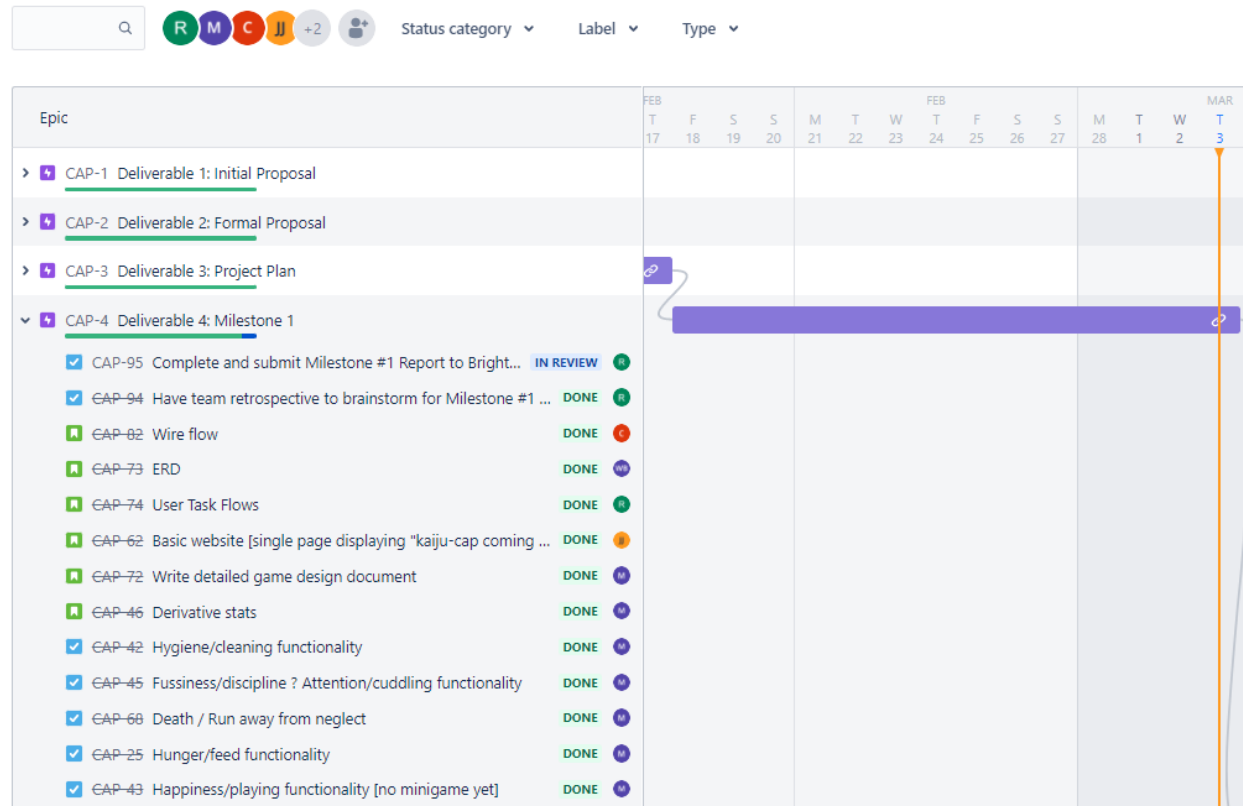 R M C JJ +2 Status category Label Type
Epic
FEB FEB MAR
T F S S M T W T F S S M T W T
17 18 19 20 21 22 23 24 25 26 27 28 1 2 3
CAP-1 Deliverable 1: Initial Proposal
CAP-2 Deliverable 2: Formal Proposal
CAP-3 Deliverable 3: Project Plan
CAP-4 Deliverable 4: Milestone 1
CAP-95 Complete and submit Milestone #1 Report to Bright... IN REVIEW R
CAP-94 Have team retrospective to brainstorm for Milestone #1 ... DONE R
CAP-82 Wire flow DONE C
CAP-73 ERD DONE WB
CAP-74 User Task Flows DONE R
CAP-62 Basic website [single page displaying "kaiju-cap coming ... DONE JJ
CAP-72 Write detailed game design document DONE M
CAP-46 Derivative stats DONE M
CAP-42 Hygiene/cleaning functionality DONE M
CAP-45 Fussiness/discipline ? Attention/cuddling functionality DONE M
CAP-68 Death / Run away from neglect DONE M
CAP-25 Hunger/feed functionality DONE M
CAP-43 Happiness/playing functionality [no minigame yet] DONE M